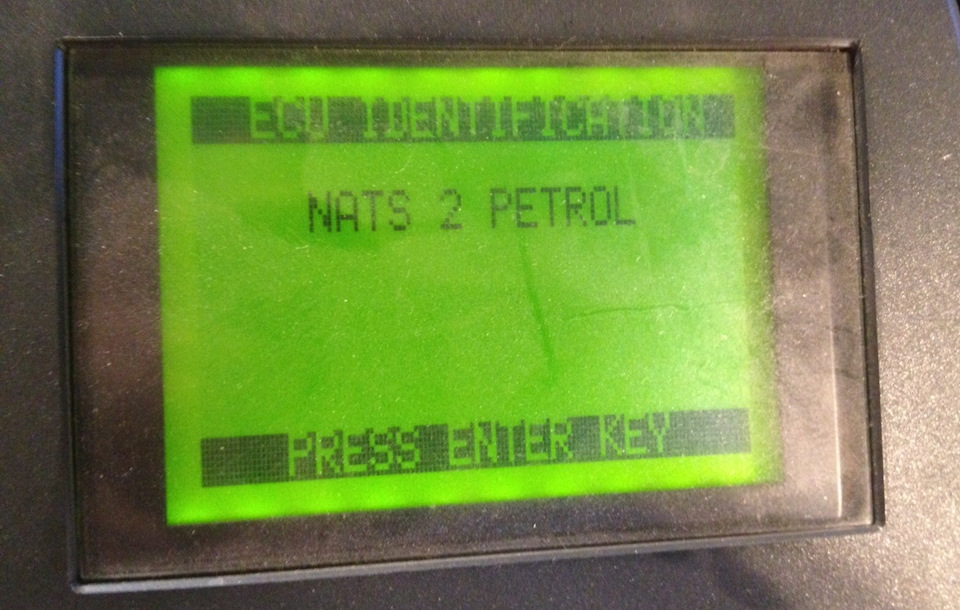 ECU IDENTIFICATION
NATS 2 PETROL
PRESS ENTER KEY